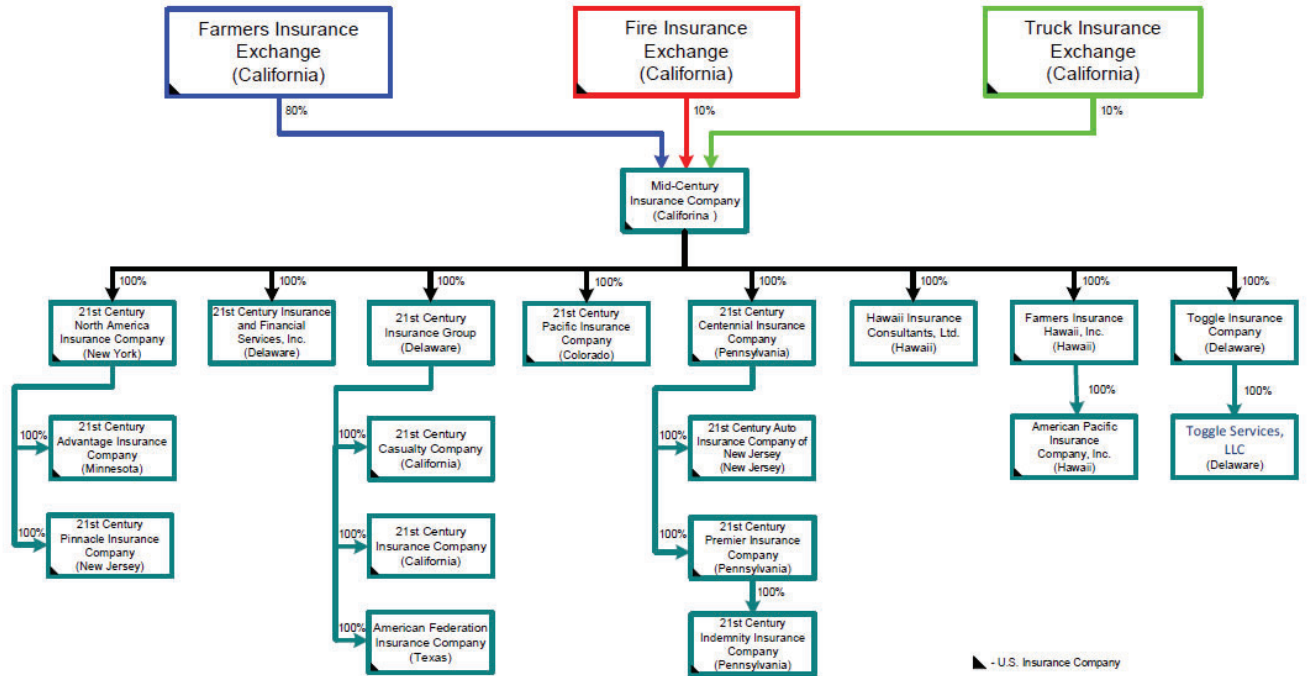 Farmers Insurance
Exchange
(California)
Fire Insurance
Exchange
(California)
Truck Insurance
Exchange
(California)
80%
10%
10%
Mid-Century
Insurance Company
(Califorina )
100%
100%
100%
100%
100%
100%
100%
100%
21st Century
North America
Insurance Company
(New York)
21st Century Insurance
and Financial
Services, Inc.
(Delaware)
21st Century
Insurance Group
(Delaware)
21st Century
Pacific Insurance
Company
(Colorado)
21st Century
Centennial Insurance
Company
(Pennsylvania)
Hawaii Insurance
Consultants, Ltd.
(Hawaii)
Farmers Insurance
Hawaii, Inc.
(Hawaii)
Toggle Insurance
Company
(Delaware)
100%
21st Century
Advantage Insurance
Company
(Minnesota)
100%
21st Century
Casualty Company
(California)
100%
21st Century Auto
Insurance Company of
New Jersey
(New Jersey)
100%
American Pacific
Insurance
Company, Inc.
(Hawaii)
100%
Toggle Services,
LLC
(Delaware)
100%
21st Century
Pinnacle Insurance
Company
(New Jersey)
100%
21st Century
Insurance Company
(California)
100%
21st Century
Premier Insurance
Company
(Pennsylvania)
100%
100%
American Federation
Insurance Company
(Texas)
21st Century
Indemnity Insurance
Company
(Pennsylvania)
- U.S. Insurance Company